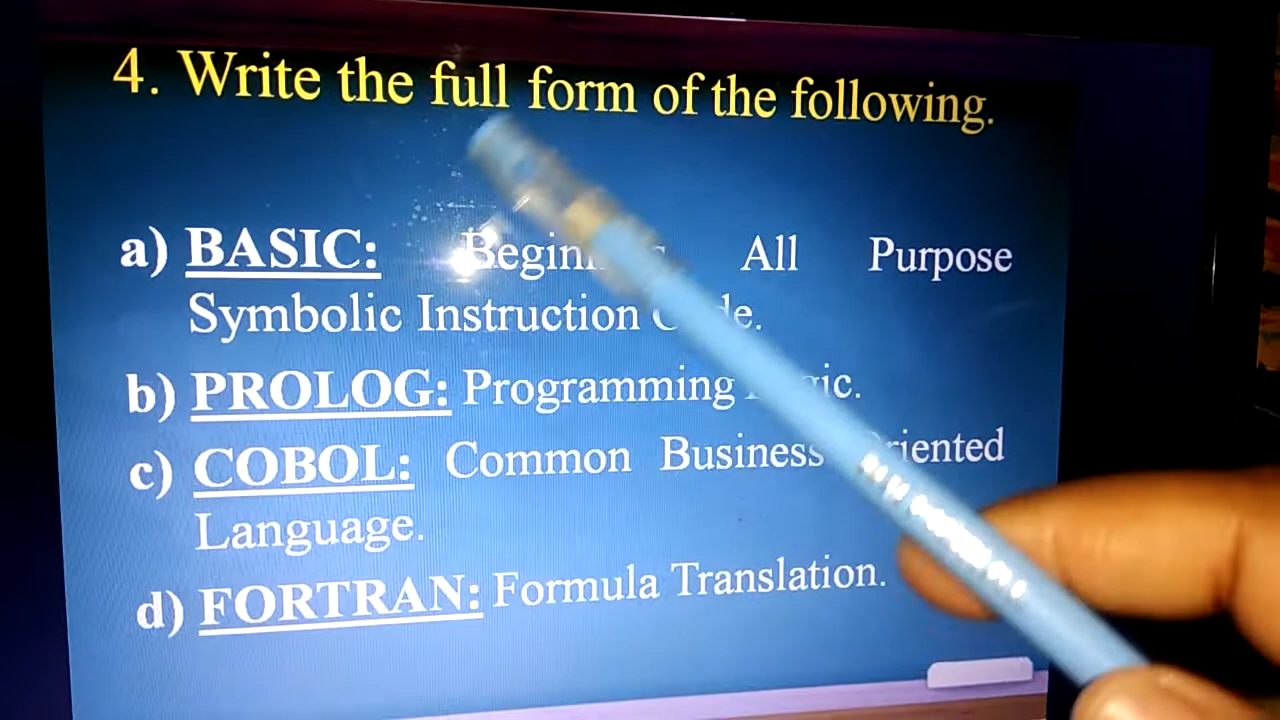 4. Write the full form of the following.
a) BASIC: All Purpose
Symbolic Instruction
b) PROLOG: Programming
c) COBOL: Common Business
Language.
d) FORTRAN: Formula Translation.